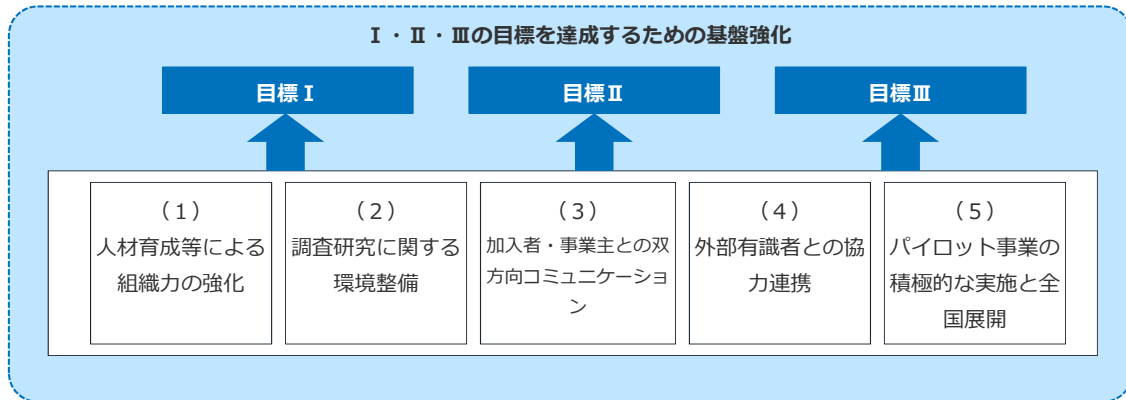 Ⅰ・Ⅱ・Ⅲの目標を達成するための基盤強化
目標Ⅰ
目標Ⅱ
目標Ⅲ
（１）
人材育成等による
組織力の強化
（２）
調査研究に関する
環境整備
（３）
加入者・事業主との双
方向コミュニケーショ
ン
（４）
外部有識者との協
力連携
（５）
パイロット事業の
積極的な実施と全
国展開